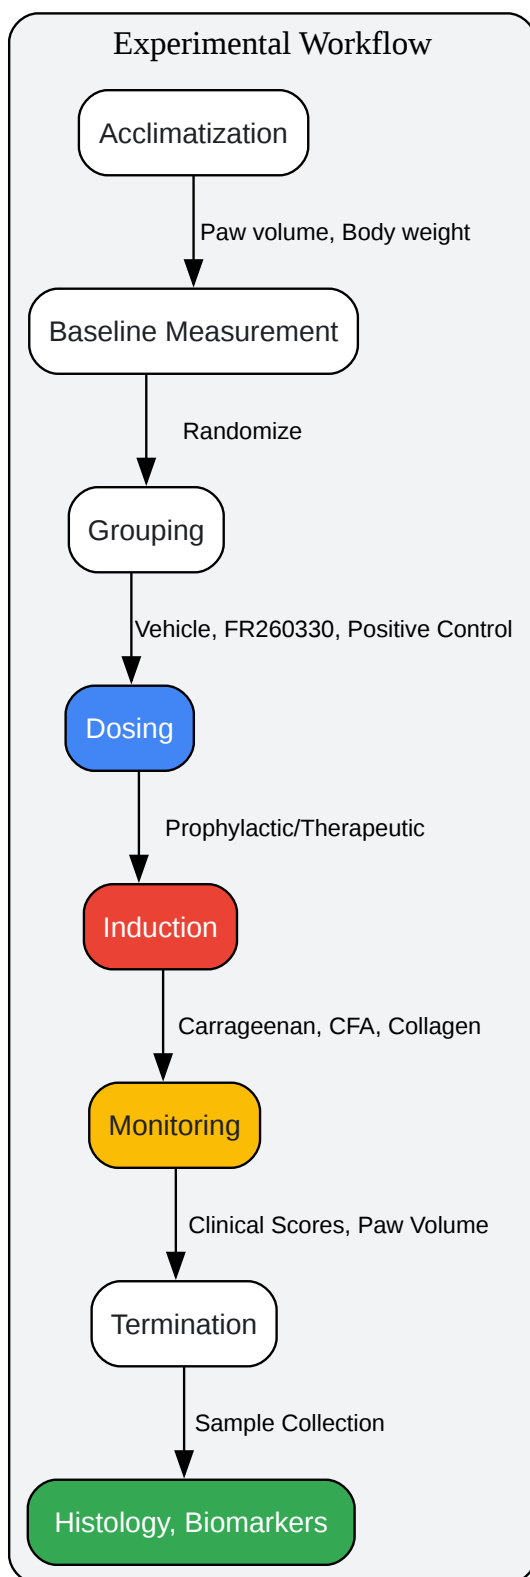 Experimental Workflow
Acclimatization
Paw volume, Body weight
Baseline Measurement
Randomize
Grouping
Vehicle, FR260330, Positive Control
Dosing
Prophylactic/Therapeutic
Induction
Carrageenan, CFA, Collagen
Monitoring
Clinical Scores, Paw Volume
Termination
Sample Collection
Histology, Biomarkers